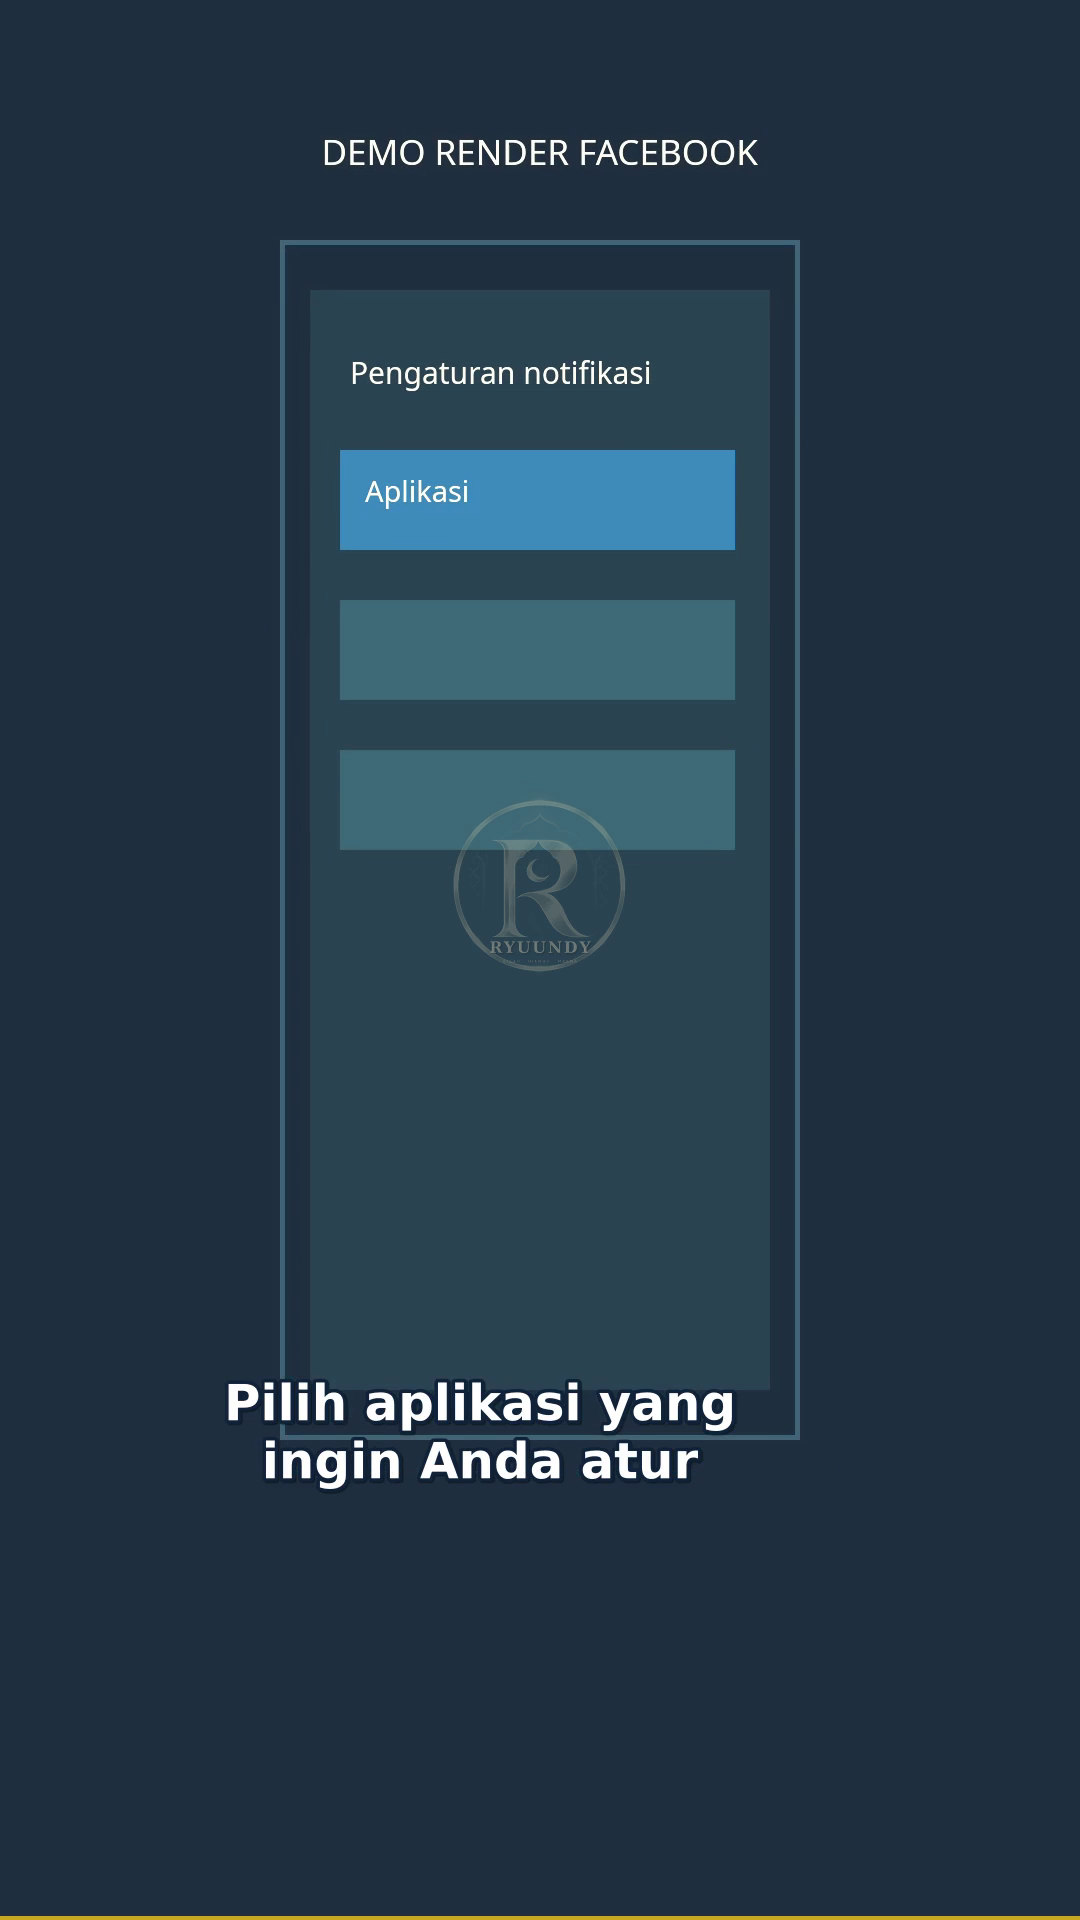 DEMO RENDER FACEBOOK
Pengaturan notifikasi
Aplikasi
R
RYUUNDY
Pilih aplikasi yang
ingin Anda atur